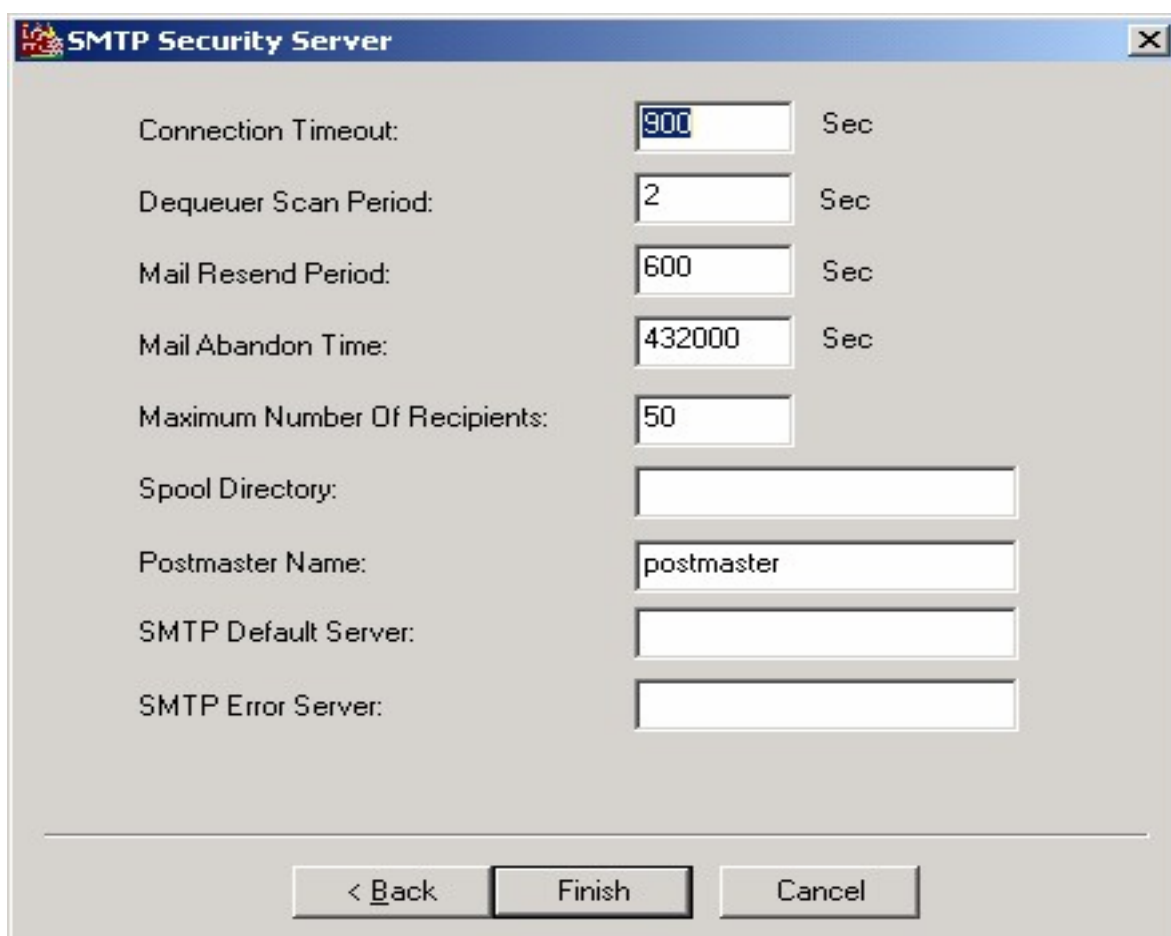 SMTP Security Server
Connection Timeout: 900 Sec
Dequeuer Scan Period: 2 Sec
Mail Resend Period: 600 Sec
Mail Abandon Time: 432000 Sec
Maximum Number Of Recipients: 50
Spool Directory:
Postmaster Name: postmaster
SMTP Default Server:
SMTP Error Server:
< Back Finish Cancel